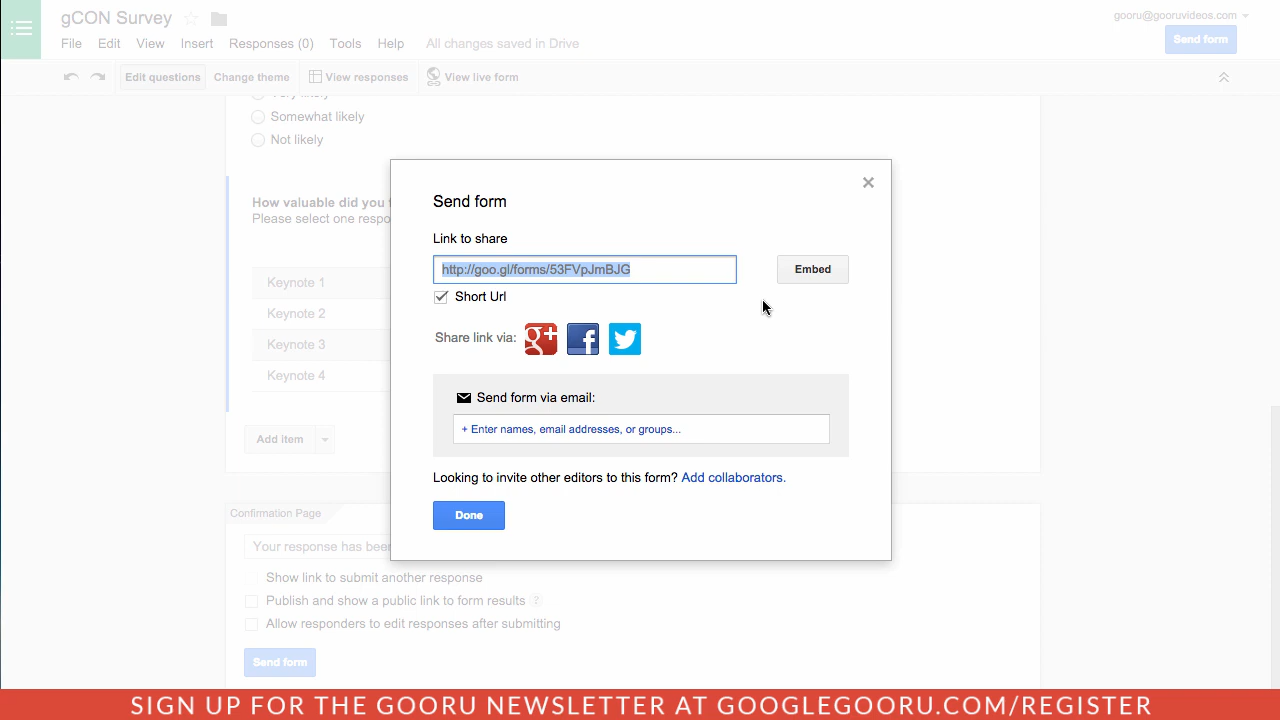 gCON Survey
gooru@gooruvideos.com
File Edit View Insert Responses (0) Tools Help All changes saved in Drive
Send form
Edit questions Change theme View responses View live form
Very likely
Somewhat likely
Not likely
How valuable did you
Please select one respo
Keynote 1
Keynote 2
Keynote 3
Keynote 4
Add item
Send form
Link to share
http://goo.gl/forms/53FVpJmBJG
Embed
Short Url
Share link via: g+ f
Send form via email:
+ Enter names, email addresses, or groups...
Looking to invite other editors to this form? Add collaborators.
Done
Confirmation Page
Your response has been
Show link to submit another response
Publish and show a public link to form results ?
Allow responders to edit responses after submitting
Send form
SIGN UP FOR THE GOORU NEWSLETTER AT GOOGLEGOORU.COM/REGISTER